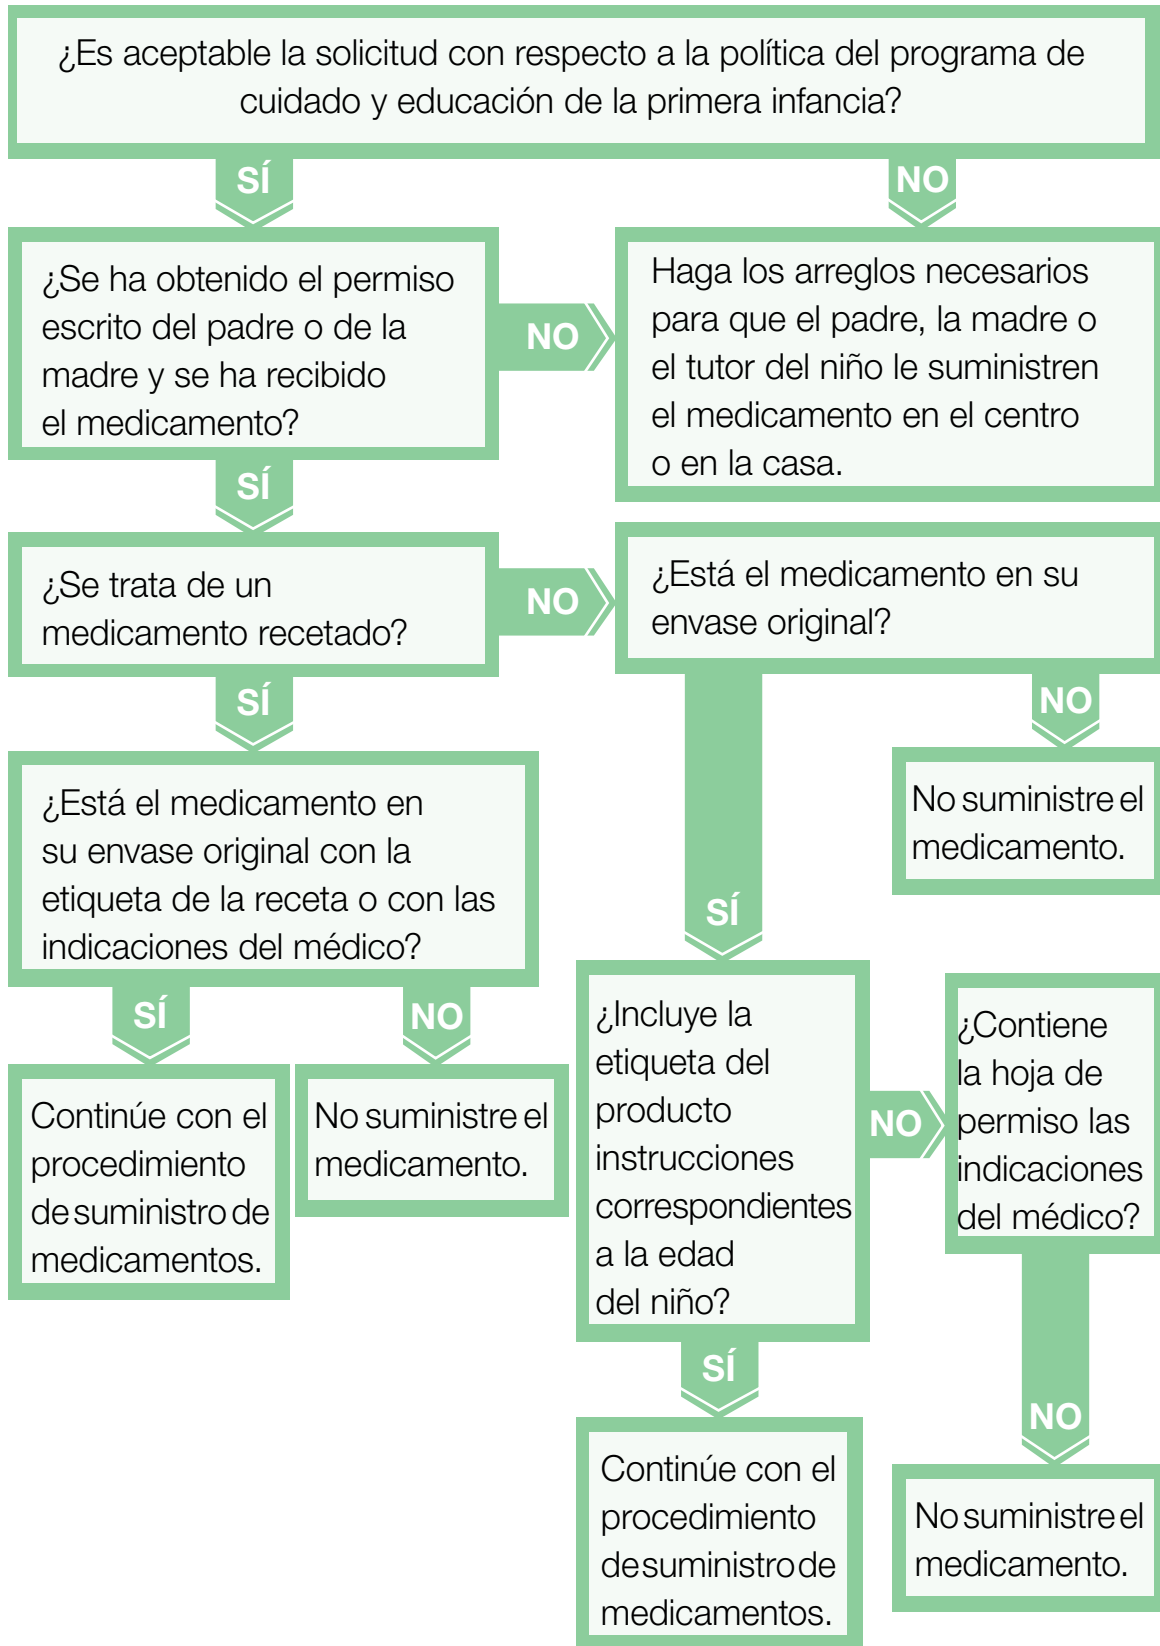 ¿Es aceptable la solicitud con respecto a la política del programa de
cuidado y educación de la primera infancia?
SÍ
NO
¿Se ha obtenido el permiso
escrito del padre o de la
madre y se ha recibido
el medicamento?
NO
Haga los arreglos necesarios
para que el padre, la madre o
el tutor del niño le suministren
el medicamento en el centro
o en la casa.
SÍ
¿Se trata de un
medicamento recetado?
NO
¿Está el medicamento en su
envase original?
SÍ
NO
¿Está el medicamento en
su envase original con la
etiqueta de la receta o con las
indicaciones del médico?
No suministre el
medicamento.
SÍ
SÍ
NO
Continúe con el
procedimiento
de suministro de
medicamentos.
No suministre el
medicamento.
¿Incluye la
etiqueta del
producto
instrucciones
correspondientes
a la edad
del niño?
NO
¿Contiene
la hoja de
permiso las
indicaciones
del médico?
SÍ
NO
Continúe con el
procedimiento
de suministro de
medicamentos.
No suministre el
medicamento.